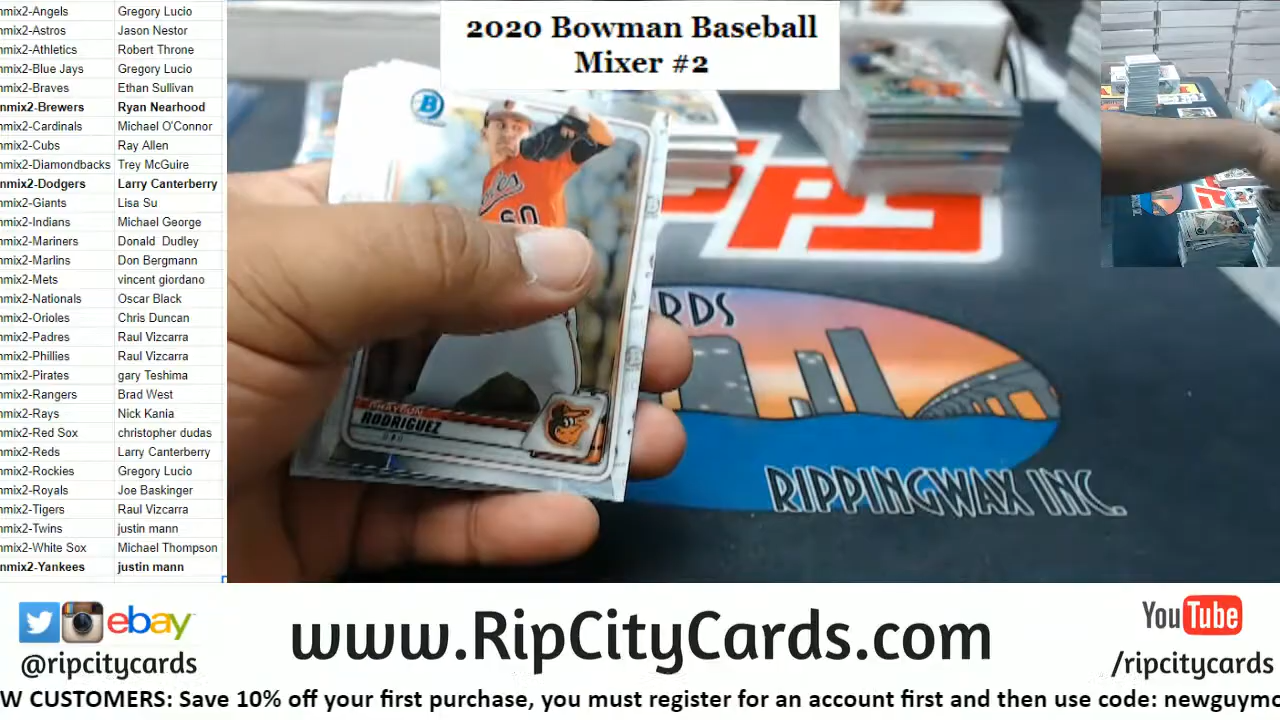 2020 Bowman Baseball
Mixer #2
nmix2-Angels Gregory Lucio
nmix2-Astros Jason Nestor
nmix2-Athletics Robert Throne
nmix2-Blue Jays Gregory Lucio
nmix2-Braves Ethan Sullivan
nmix2-Brewers Ryan Nearhood
nmix2-Cardinals Michael O'Connor
nmix2-Cubs Ray Allen
nmix2-Diamondbacks Trey McGuire
nmix2-Dodgers Larry Canterberry
nmix2-Giants Lisa Su
nmix2-Indians Michael George
nmix2-Mariners Donald Dudley
nmix2-Marlins Don Bergmann
nmix2-Mets vincent giordano
nmix2-Nationals Oscar Black
nmix2-Orioles Chris Duncan
nmix2-Padres Raul Vizcarra
nmix2-Phillies Raul Vizcarra
nmix2-Pirates gary Teshima
nmix2-Rangers Brad West
nmix2-Rays Nick Kania
nmix2-Red Sox christopher dudas
nmix2-Reds Larry Canterberry
nmix2-Rockies Gregory Lucio
nmix2-Royals Joe Baskinger
nmix2-Tigers Raul Vizcarra
nmix2-Twins justin mann
nmix2-White Sox Michael Thompson
nmix2-Yankees justin mann
B
60
RODRIGUEZ
PPS
RDS
RIPPINGWAX INC.
ebay
@ripcitycards
www.RipCityCards.com
YouTube
/ripcitycards
W CUSTOMERS: Save 10% off your first purchase, you must register for an account first and then use code: newguymc